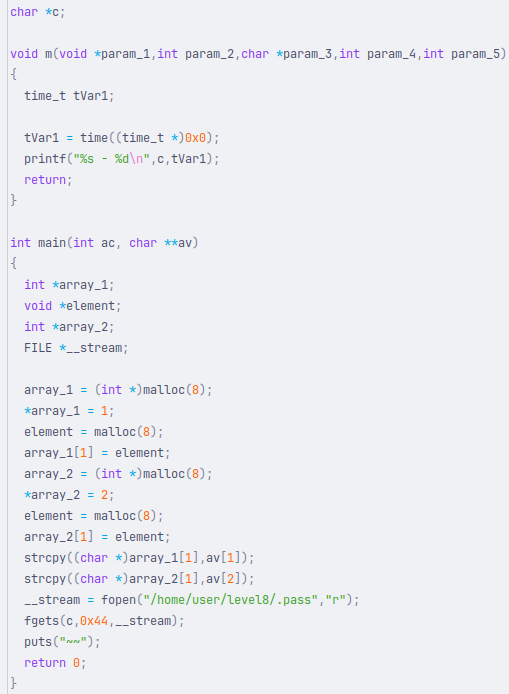 char *c;
void m(void *param_1,int param_2,char *param_3,int param_4,int param_5)
{
  time_t tVar1;
  tVar1 = time((time_t *)0x0);
  printf("%s - %d\n",c,tVar1);
  return;
}
int main(int ac, char **av)
{
  int *array_1;
  void *element;
  int *array_2;
  FILE *__stream;
  array_1 = (int *)malloc(8);
  *array_1 = 1;
  element = malloc(8);
  array_1[1] = element;
  array_2 = (int *)malloc(8);
  *array_2 = 2;
  element = malloc(8);
  array_2[1] = element;
  strcpy((char *)array_1[1],av[1]);
  strcpy((char *)array_2[1],av[2]);
  __stream = fopen("/home/user/level8/.pass","r");
  fgets(c,0x44,__stream);
  puts("~~");
  return 0;
}